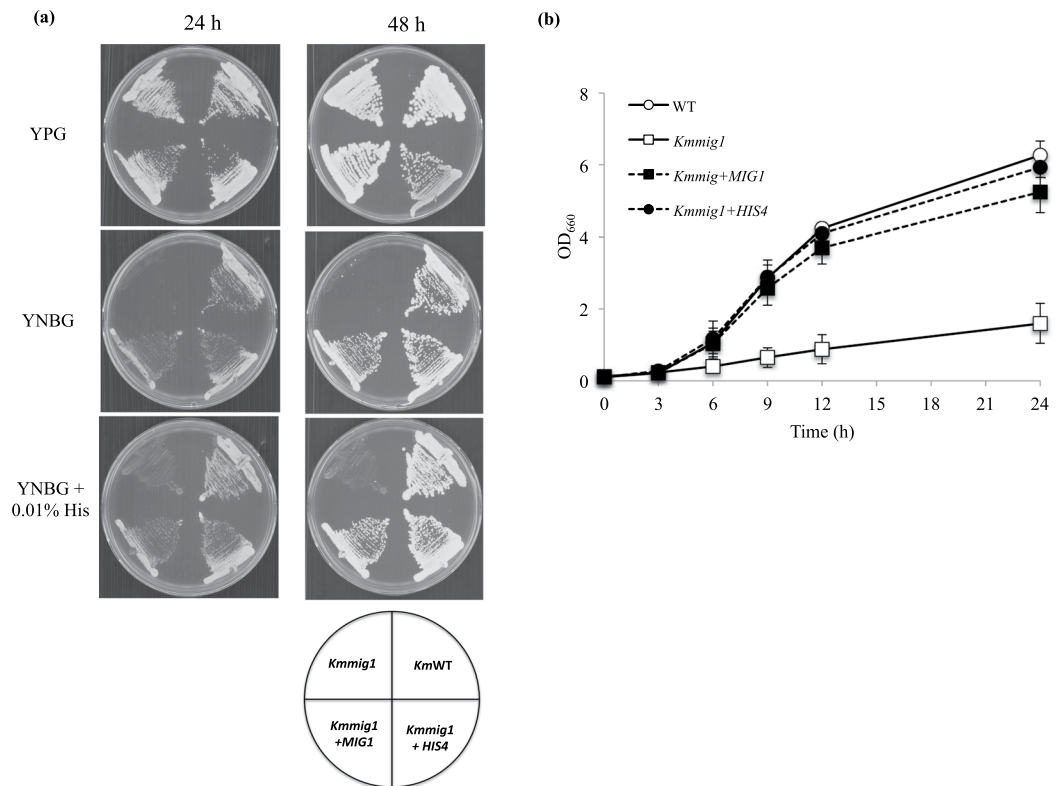 (a)
24 h
48 h
YPG
YNBG
YNBG +
0.01% His
Kmmig1
KmWT
Kmmig1
+MIG1
Kmmig1
+ HIS4
(b)
WT
Kmmig1
Kmmig+MIG1
Kmmig1+HIS4
OD660
8
6
4
2
0
0 3 6 9 12 15 18 21 24
Time (h)